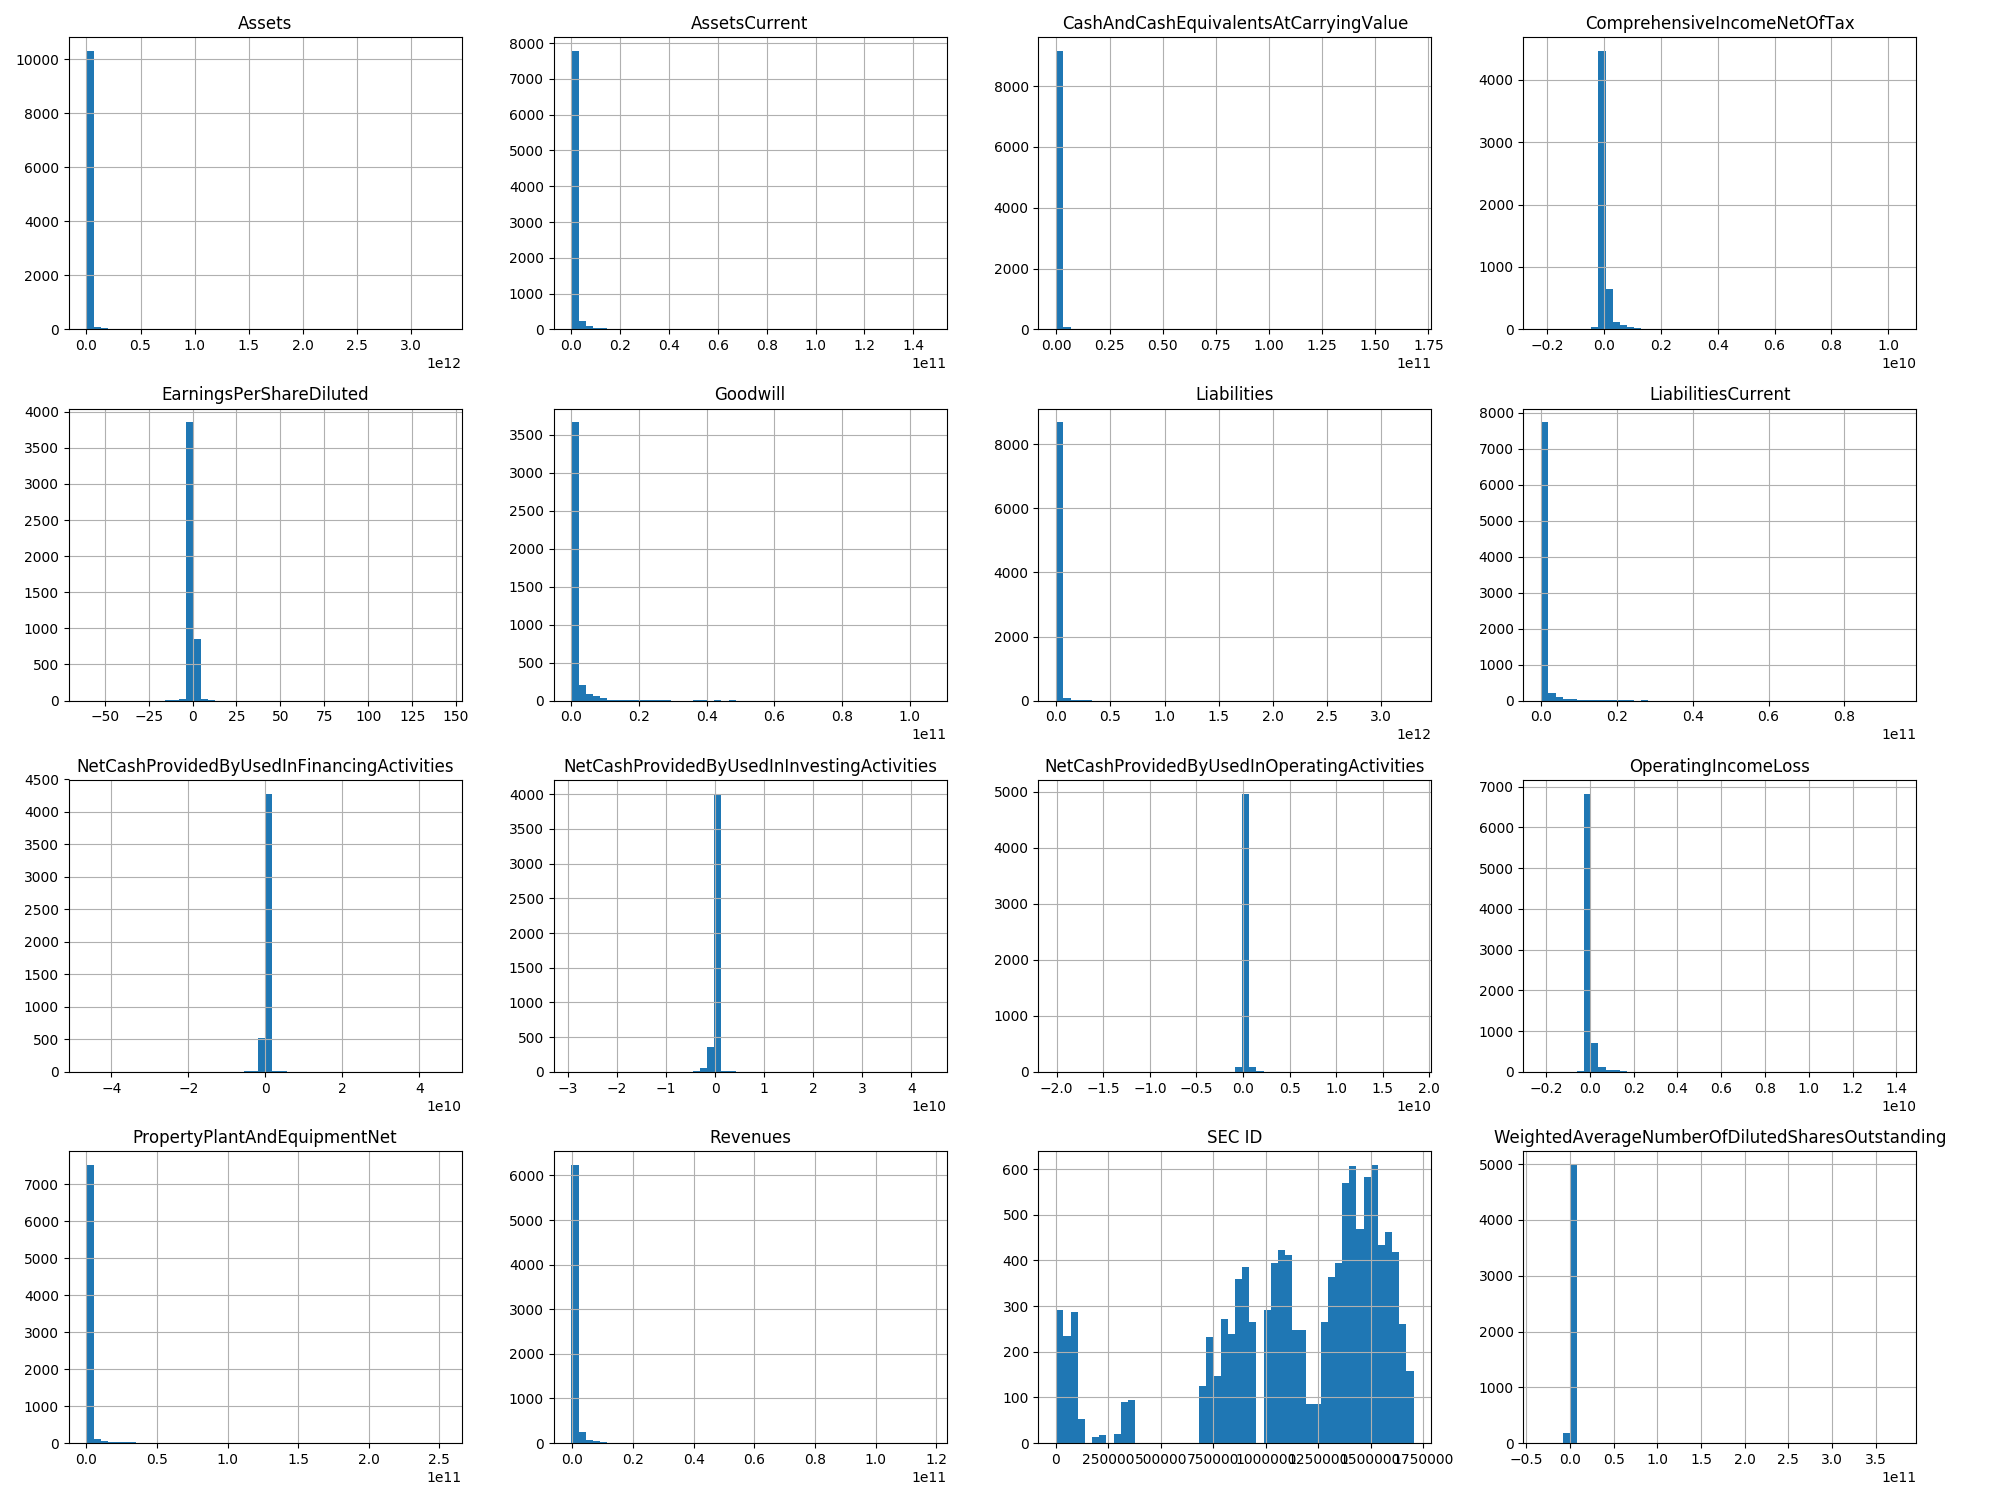 Assets
AssetsCurrent
CashAndCashEquivalentsAtCarryingValue
ComprehensiveIncomeNetOfTax
10000
8000
6000
4000
2000
0
0.0 0.5 1.0 1.5 2.0 2.5 3.0
1e12
8000
7000
6000
5000
4000
3000
2000
1000
0
0.0 0.2 0.4 0.6 0.8 1.0 1.2 1.4
1e11
8000
6000
4000
2000
0
0.00 0.25 0.50 0.75 1.00 1.25 1.50 1.75
1e11
4000
3000
2000
1000
0
−0.2 0.0 0.2 0.4 0.6 0.8 1.0
1e10
EarningsPerShareDiluted
Goodwill
Liabilities
LiabilitiesCurrent
4000
3500
3000
2500
2000
1500
1000
500
0
−50 −25 0 25 50 75 100 125 150
3500
3000
2500
2000
1500
1000
500
0
0.0 0.2 0.4 0.6 0.8 1.0
1e11
8000
6000
4000
2000
0
0.0 0.5 1.0 1.5 2.0 2.5 3.0
1e12
8000
7000
6000
5000
4000
3000
2000
1000
0
0.0 0.2 0.4 0.6 0.8
1e11
NetCashProvidedByUsedInFinancingActivities
NetCashProvidedByUsedInInvestingActivities
NetCashProvidedByUsedInOperatingActivities
OperatingIncomeLoss
4500
4000
3500
3000
2500
2000
1500
1000
500
0
−4 −2 0 2 4
1e10
4000
3500
3000
2500
2000
1500
1000
500
0
−3 −2 −1 0 1 2 3 4
1e10
5000
4000
3000
2000
1000
0
−2.0 −1.5 −1.0 −0.5 0.0 0.5 1.0 1.5 2.0
1e10
7000
6000
5000
4000
3000
2000
1000
0
−0.2 0.0 0.2 0.4 0.6 0.8 1.0 1.2 1.4
1e10
PropertyPlantAndEquipmentNet
Revenues
SEC ID
WeightedAverageNumberOfDilutedSharesOutstanding
7000
6000
5000
4000
3000
2000
1000
0
0.0 0.5 1.0 1.5 2.0 2.5
1e11
6000
5000
4000
3000
2000
1000
0
0.0 0.2 0.4 0.6 0.8 1.0 1.2
1e11
600
500
400
300
200
100
0
0 250000 500000 750000 1000000 1250000 1500000 1750000
5000
4000
3000
2000
1000
0
−0.5 0.0 0.5 1.0 1.5 2.0 2.5 3.0 3.5
1e11